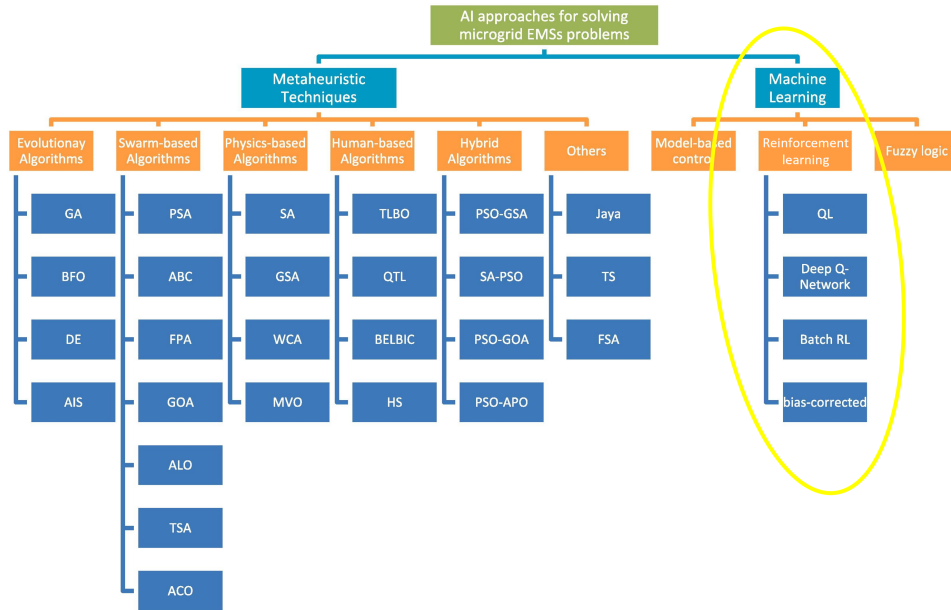 AI approaches for solving
microgrid EMSs problems
Metaheuristic
Techniques
Machine
Learning
Evolutionay
Algorithms
Swarm-based
Algorithms
Physics-based
Algorithms
Human-based
Algorithms
Hybrid
Algorithms
Others
Model-based
control
Reinforcement
learning
Fuzzy logic
GA
PSA
SA
TLBO
PSO-GSA
Jaya
QL
BFO
ABC
GSA
QTL
SA-PSO
TS
Deep Q-
Network
DE
FPA
WCA
BELBIC
PSO-GOA
FSA
Batch RL
AIS
GOA
MVO
HS
PSO-APO
bias-corrected
ALO
TSA
ACO